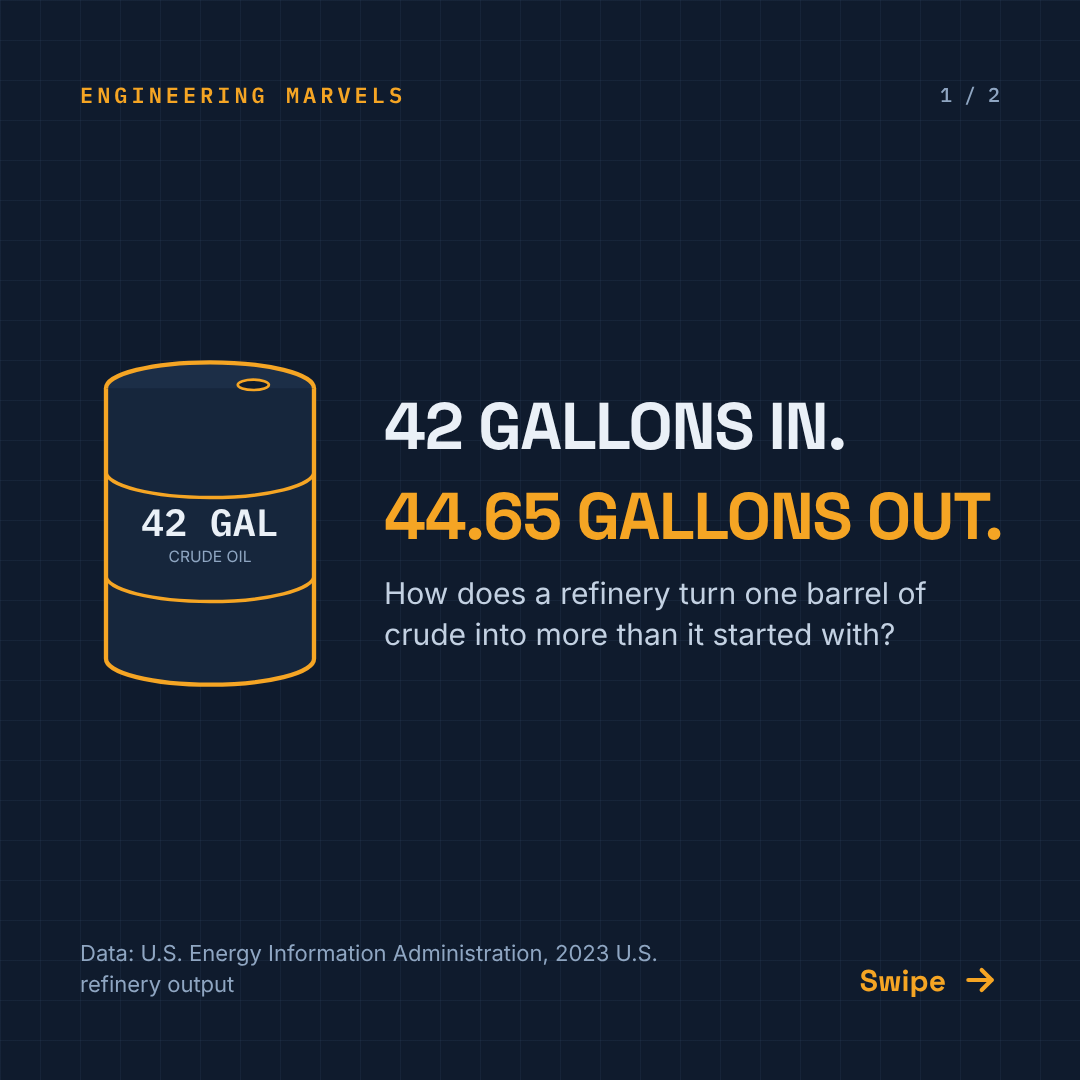 ENGINEERING MARVELS
1 / 2
42 GAL
CRUDE OIL
42 GALLONS IN.
44.65 GALLONS OUT.
How does a refinery turn one barrel of
crude into more than it started with?
Data: U.S. Energy Information Administration, 2023 U.S.
refinery output
Swipe →